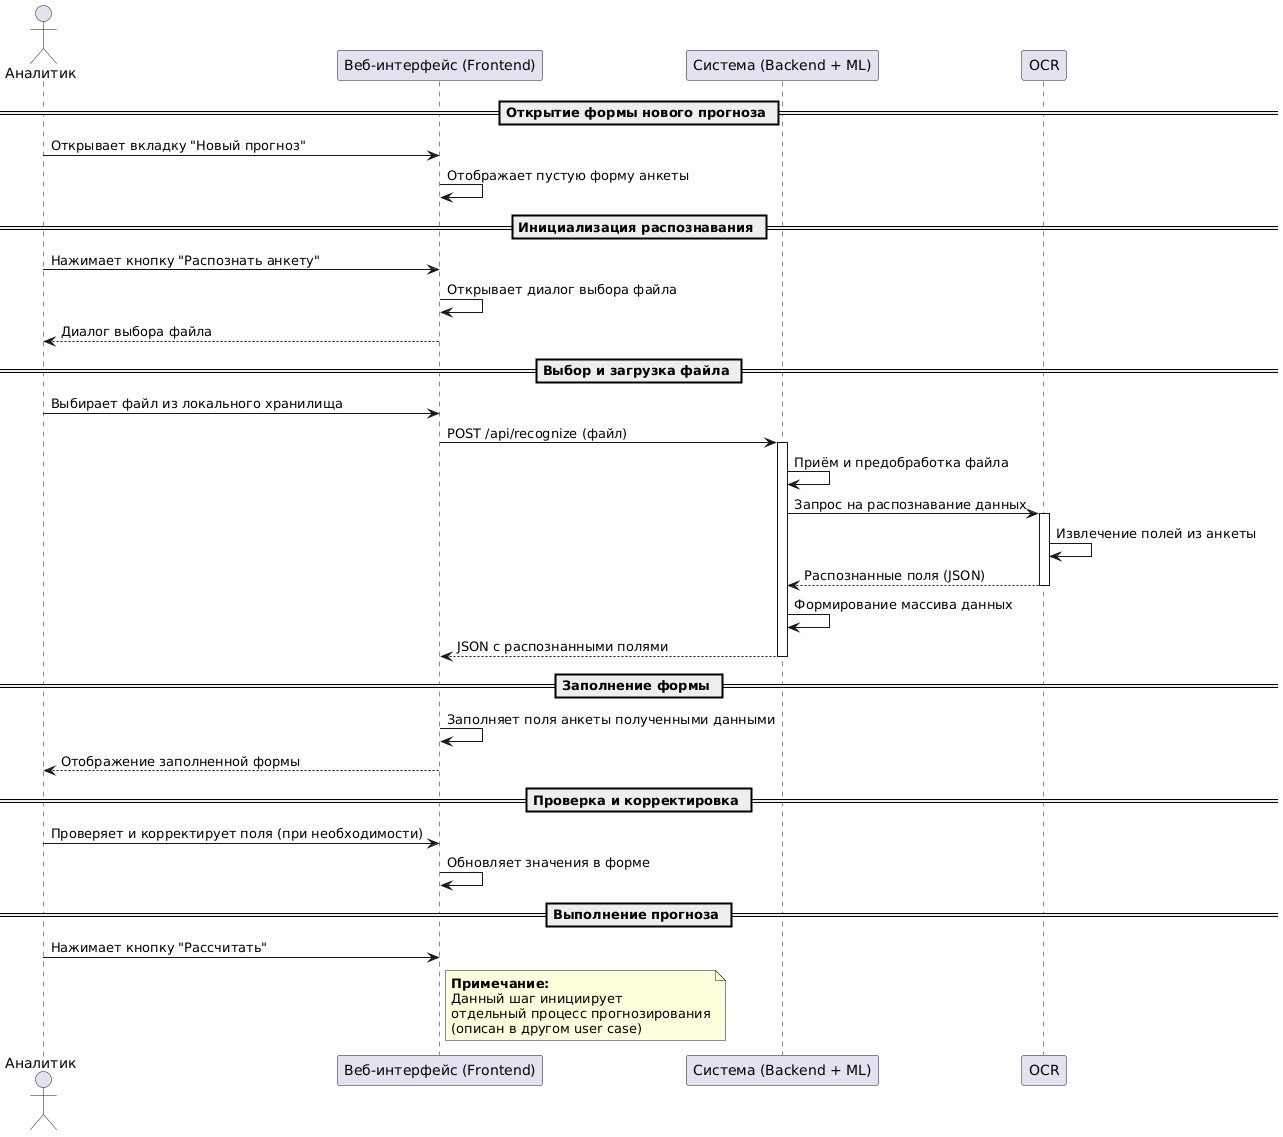 Аналитик
Веб-интерфейс (Frontend)
Система (Backend + ML)
OCR
Открытие формы нового прогноза
Открывает вкладку "Новый прогноз"
Отображает пустую форму анкеты
Инициализация распознавания
Нажимает кнопку "Распознать анкету"
Открывает диалог выбора файла
Диалог выбора файла
Выбор и загрузка файла
Выбирает файл из локального хранилища
POST /api/recognize (файл)
Приём и предобработка файла
Запрос на распознавание данных
Извлечение полей из анкеты
Распознанные поля (JSON)
Формирование массива данных
JSON с распознанными полями
Заполнение формы
Заполняет поля анкеты полученными данными
Отображение заполненной формы
Проверка и корректировка
Проверяет и корректирует поля (при необходимости)
Обновляет значения в форме
Выполнение прогноза
Нажимает кнопку "Рассчитать"
Примечание:
Данный шаг инициирует
отдельный процесс прогнозирования
(описан в другом user case)
Аналитик
Веб-интерфейс (Frontend)
Система (Backend + ML)
OCR